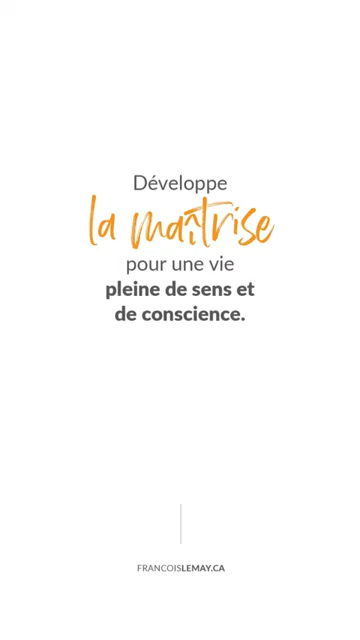 Développe
la maîtrise
pour une vie
pleine de sens et
de conscience.
FRANCOISLEMAY.CA